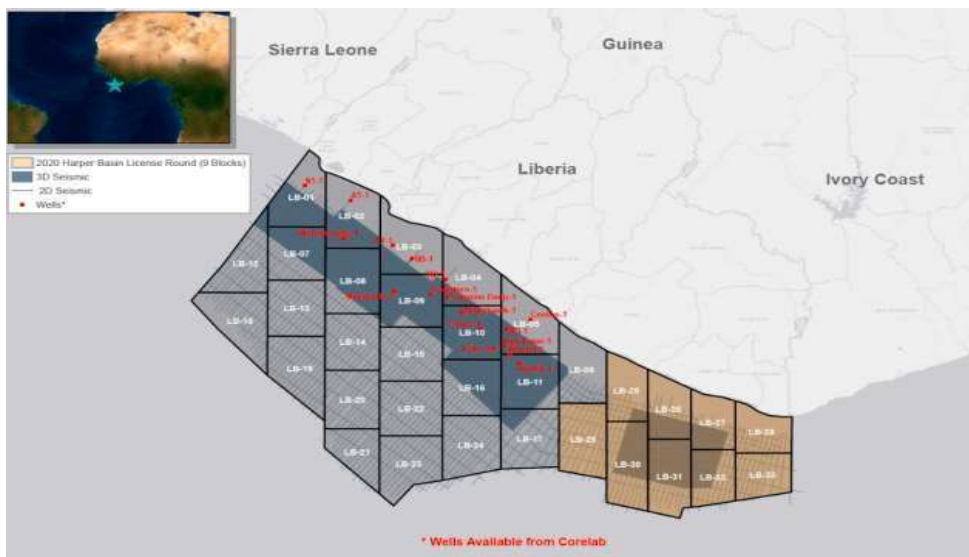 Sierra Leone
Guinea
Liberia
Ivory Coast
2020 Harper Basin License Round (9 Blocks)
3D Seismic
2D Seismic
Wells*
LB-01
LB-02
LB-03
LB-04
LB-05
LB-06
LB-07
LB-08
LB-09
LB-10
LB-11
LB-12
LB-13
LB-14
LB-15
LB-16
LB-17
LB-18
LB-19
LB-20
LB-21
LB-22
LB-23
LB-24
LB-25
LB-26
LB-27
LB-28
LB-29
LB-30
LB-31
LB-32
LB-33
* Wells Available from Corelab